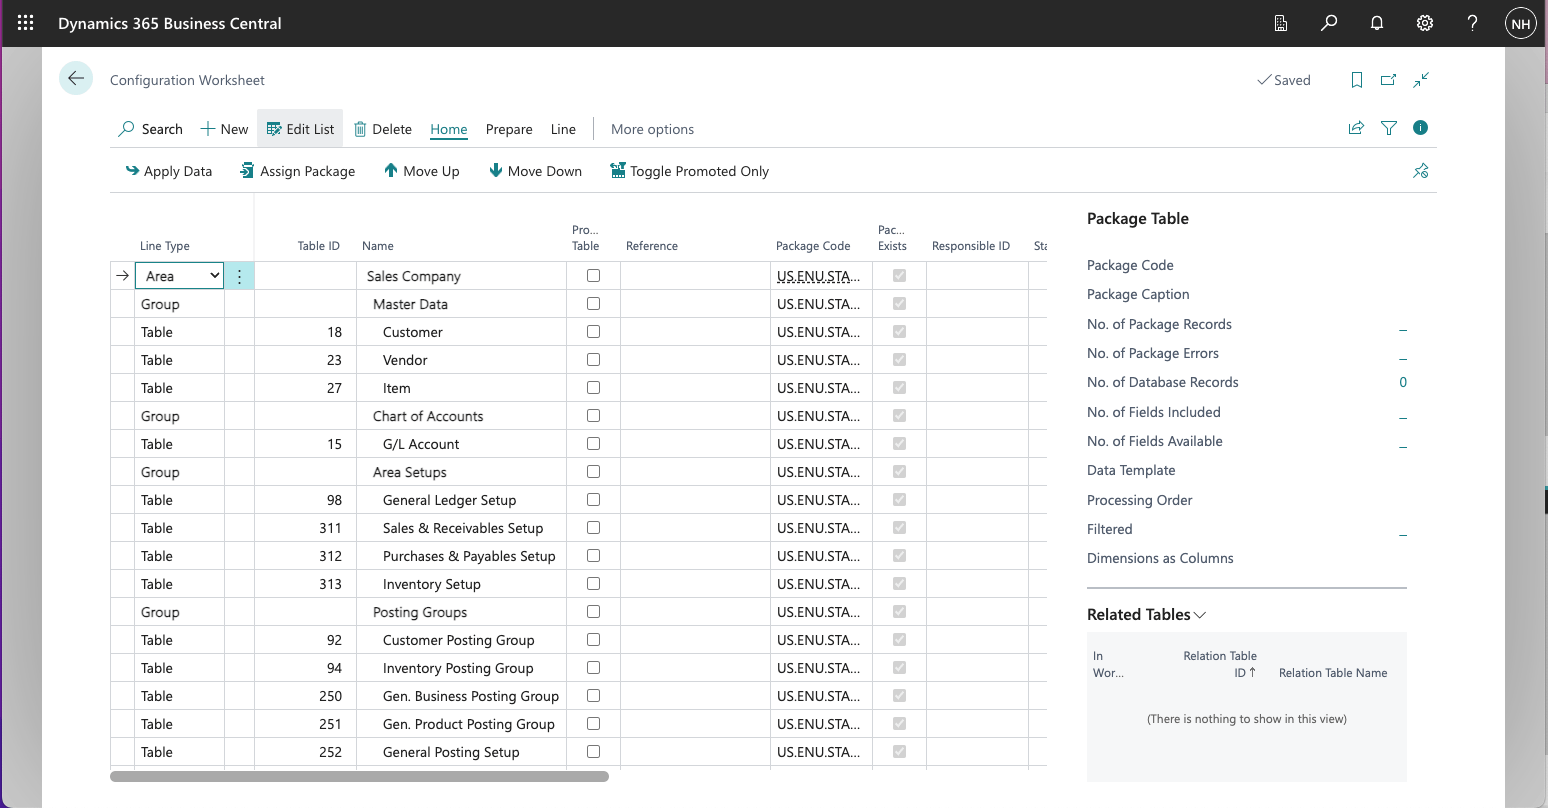 Dynamics 365 Business Central
NH
Configuration Worksheet
Saved
Search New Edit List Delete Home Prepare Line More options
Apply Data Assign Package Move Up Move Down Toggle Promoted Only
Line Type Table ID Name Pro... Table Reference Package Code Pac... Exists Responsible ID Sta
Area Sales Company US.ENU.STA...
Group Master Data US.ENU.STA...
Table 18 Customer US.ENU.STA...
Table 23 Vendor US.ENU.STA...
Table 27 Item US.ENU.STA...
Group Chart of Accounts US.ENU.STA...
Table 15 G/L Account US.ENU.STA...
Group Area Setups US.ENU.STA...
Table 98 General Ledger Setup US.ENU.STA...
Table 311 Sales & Receivables Setup US.ENU.STA...
Table 312 Purchases & Payables Setup US.ENU.STA...
Table 313 Inventory Setup US.ENU.STA...
Group Posting Groups US.ENU.STA...
Table 92 Customer Posting Group US.ENU.STA...
Table 94 Inventory Posting Group US.ENU.STA...
Table 250 Gen. Business Posting Group US.ENU.STA...
Table 251 Gen. Product Posting Group US.ENU.STA...
Table 252 General Posting Setup US.ENU.STA...
Package Table
Package Code
Package Caption
No. of Package Records _
No. of Package Errors _
No. of Database Records 0
No. of Fields Included _
No. of Fields Available _
Data Template
Processing Order
Filtered _
Dimensions as Columns
Related Tables
In Wor... Relation Table ID↑ Relation Table Name
(There is nothing to show in this view)